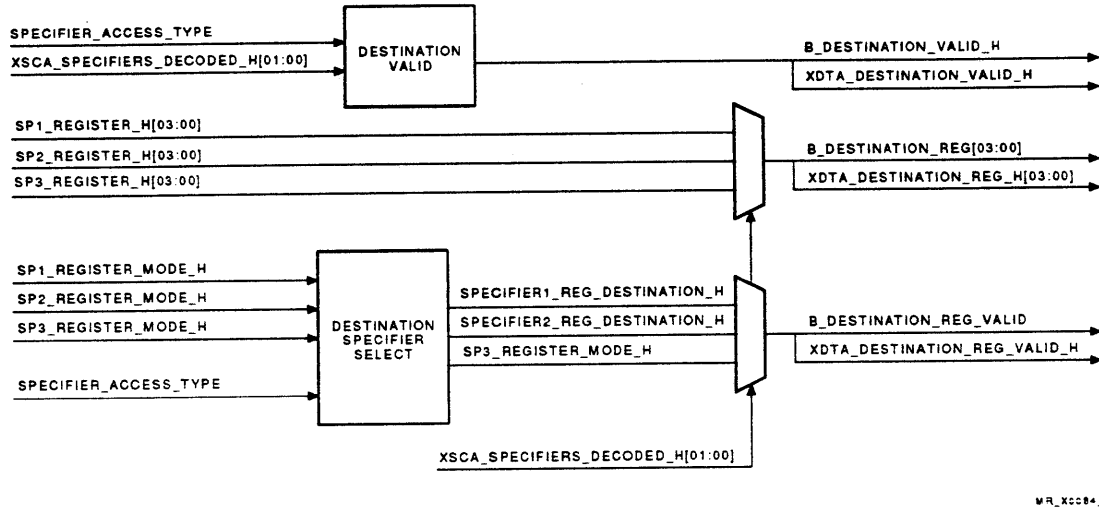 SPECIFIER_ACCESS_TYPE
XSCA_SPECIFIERS_DECODED_H[01:00]
DESTINATION
VALID
B_DESTINATION_VALID_H
XDTA_DESTINATION_VALID_H
SP1_REGISTER_H[03:00]
SP2_REGISTER_H[03:00]
SP3_REGISTER_H[03:00]
B_DESTINATION_REG[03:00]
XDTA_DESTINATION_REG_H[03:00]
SP1_REGISTER_MODE_H
SP2_REGISTER_MODE_H
SP3_REGISTER_MODE_H
SPECIFIER_ACCESS_TYPE
DESTINATION
SPECIFIER
SELECT
SPECIFIER1_REG_DESTINATION_H
SPECIFIER2_REG_DESTINATION_H
SP3_REGISTER_MODE_H
B_DESTINATION_REG_VALID
XDTA_DESTINATION_REG_VALID_H
XSCA_SPECIFIERS_DECODED_H[01:00]